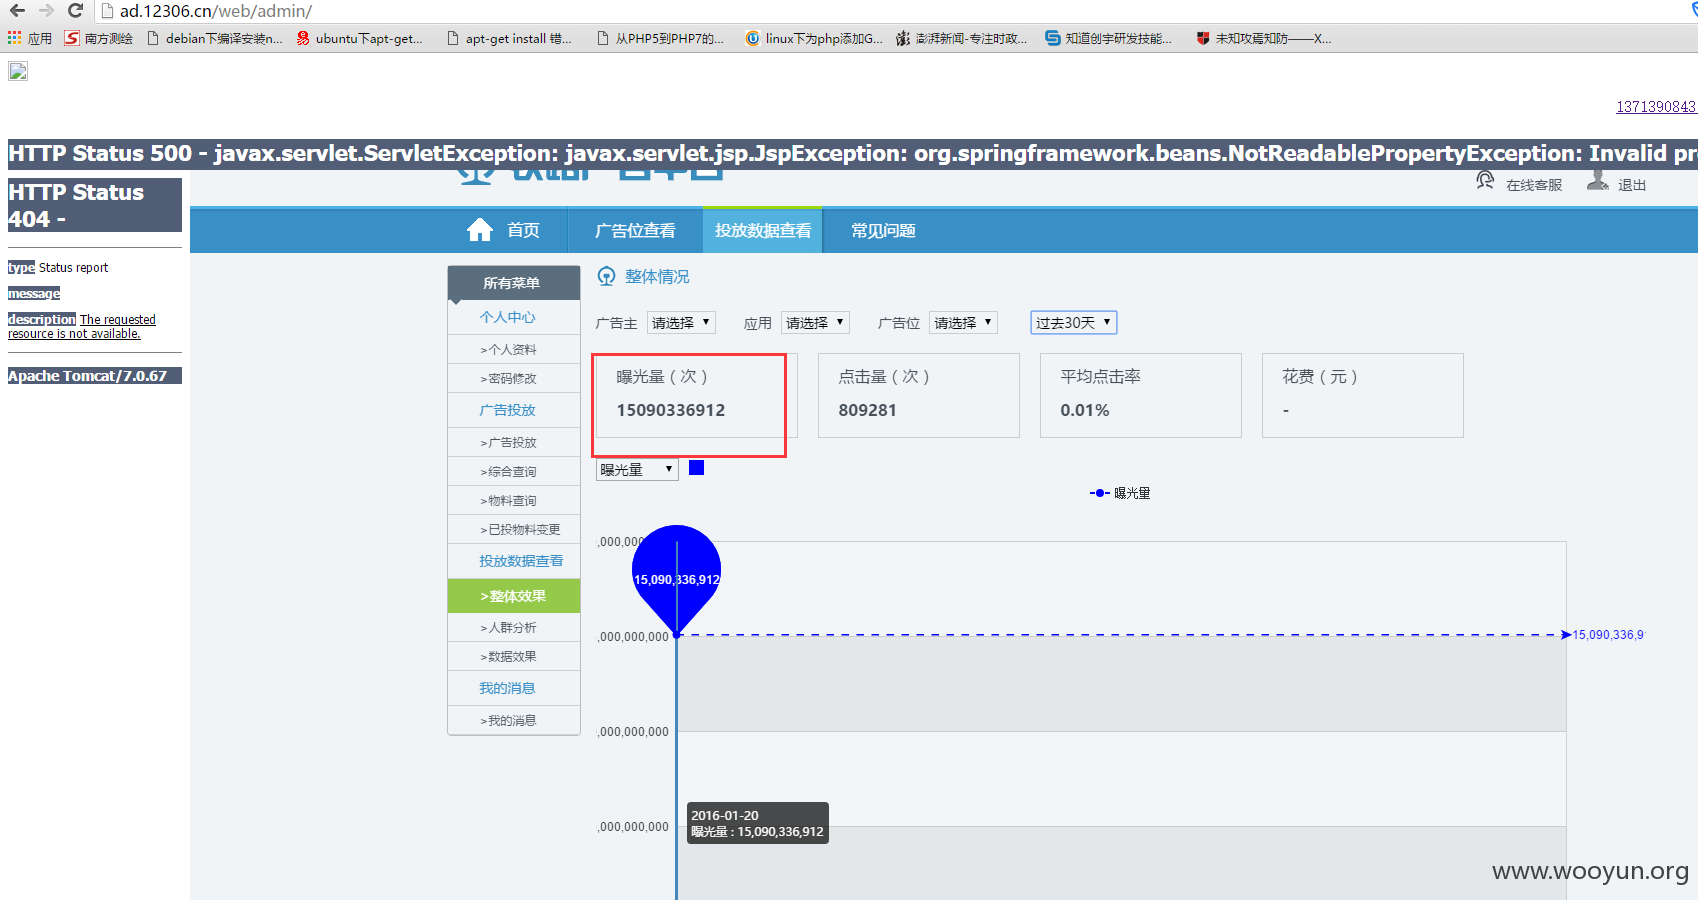 ad.12306.cn/web/admin/
应用 南方测绘 debian下编译安装n... ubuntu下apt-get... apt-get install 错... 从PHP5到PHP7的... linux下为php添加G... 澎湃新闻-专注时政... 知道创宇研发技能... 未知攻焉知防——X...
1371390843
HTTP Status 500 - javax.servlet.ServletException: javax.servlet.jsp.JspException: org.springframework.beans.NotReadablePropertyException: Invalid pr
HTTP Status
404 -
在线客服 退出
首页 广告位查看 投放数据查看 常见问题
type Status report
message
description The requested
resource is not available.
Apache Tomcat/7.0.67
所有菜单
个人中心
>个人资料
>密码修改
广告投放
>广告投放
>综合查询
>物料查询
>已投物料变更
投放数据查看
>整体效果
>人群分析
>数据效果
我的消息
>我的消息
整体情况
广告主 请选择 应用 请选择 广告位 请选择 过去30天
曝光量（次） 点击量（次） 平均点击率 花费（元）
15090336912 809281 0.01% -
曝光量
曝光量
,000,000
15,090,336,912
,000,000,000
15,090,336,9
,000,000,000
2016-01-20
曝光量 : 15,090,336,912
,000,000,000
www.wooyun.org